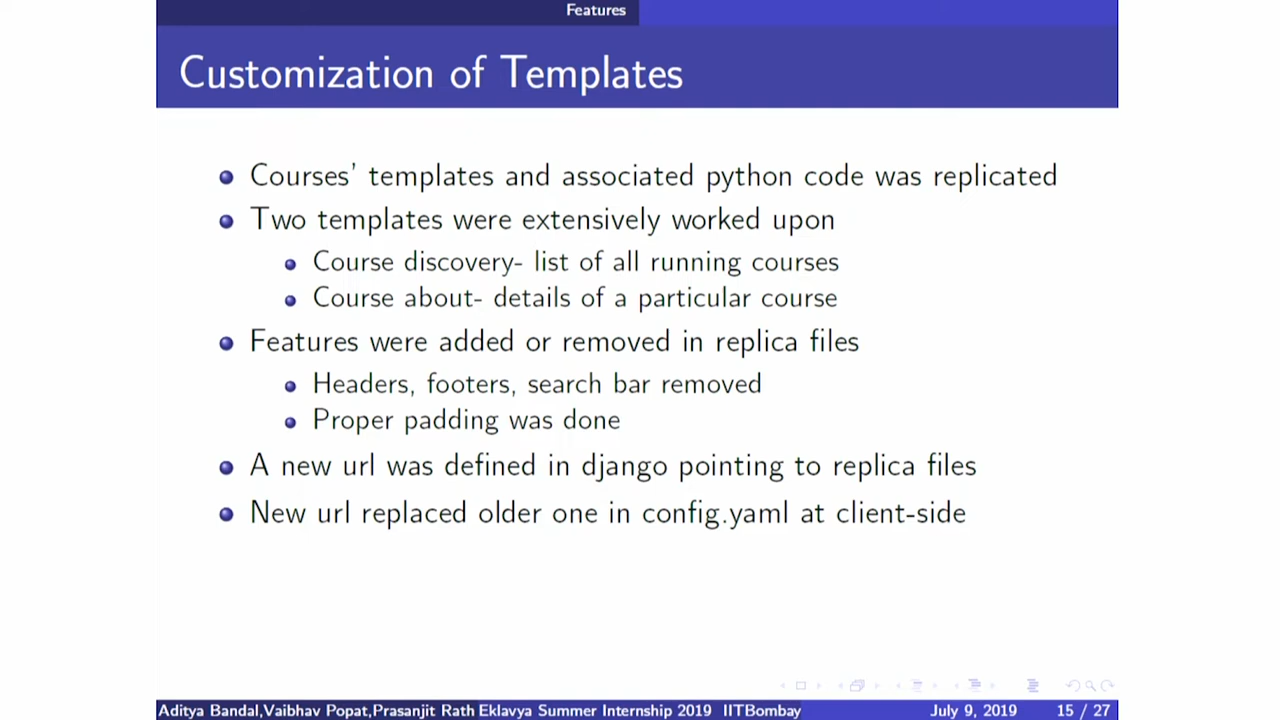 Features
Customization of Templates
Courses' templates and associated python code was replicated
Two templates were extensively worked upon
Course discovery- list of all running courses
Course about- details of a particular course
Features were added or removed in replica files
Headers, footers, search bar removed
Proper padding was done
A new url was defined in django pointing to replica files
New url replaced older one in config.yaml at client-side
Aditya Bandal,Vaibhav Popat,Prasanjit Rath Eklavya Summer Internship 2019 IITBombay July 9, 2019 15 / 27